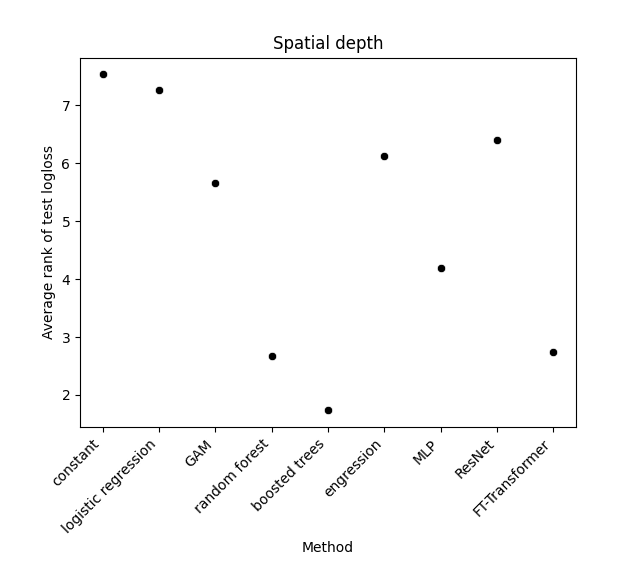 Spatial depth
Average rank of test logloss
7
6
5
4
3
2
constant
logistic regression
GAM
random forest
boosted trees
engression
MLP
ResNet
FT-Transformer
Method